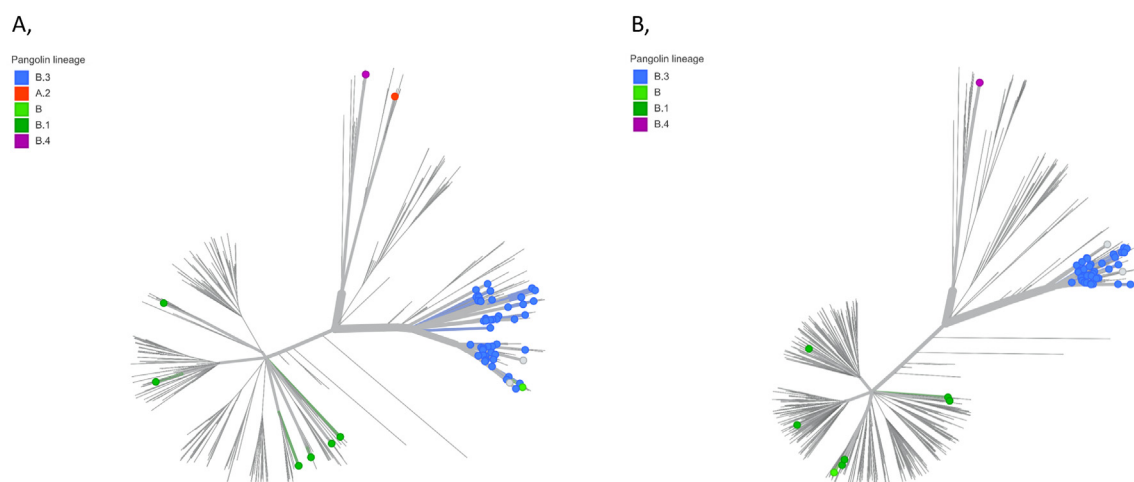 A,
Pangolin lineage
B.3
A.2
B
B.1
B.4
B,
Pangolin lineage
B.3
B
B.1
B.4